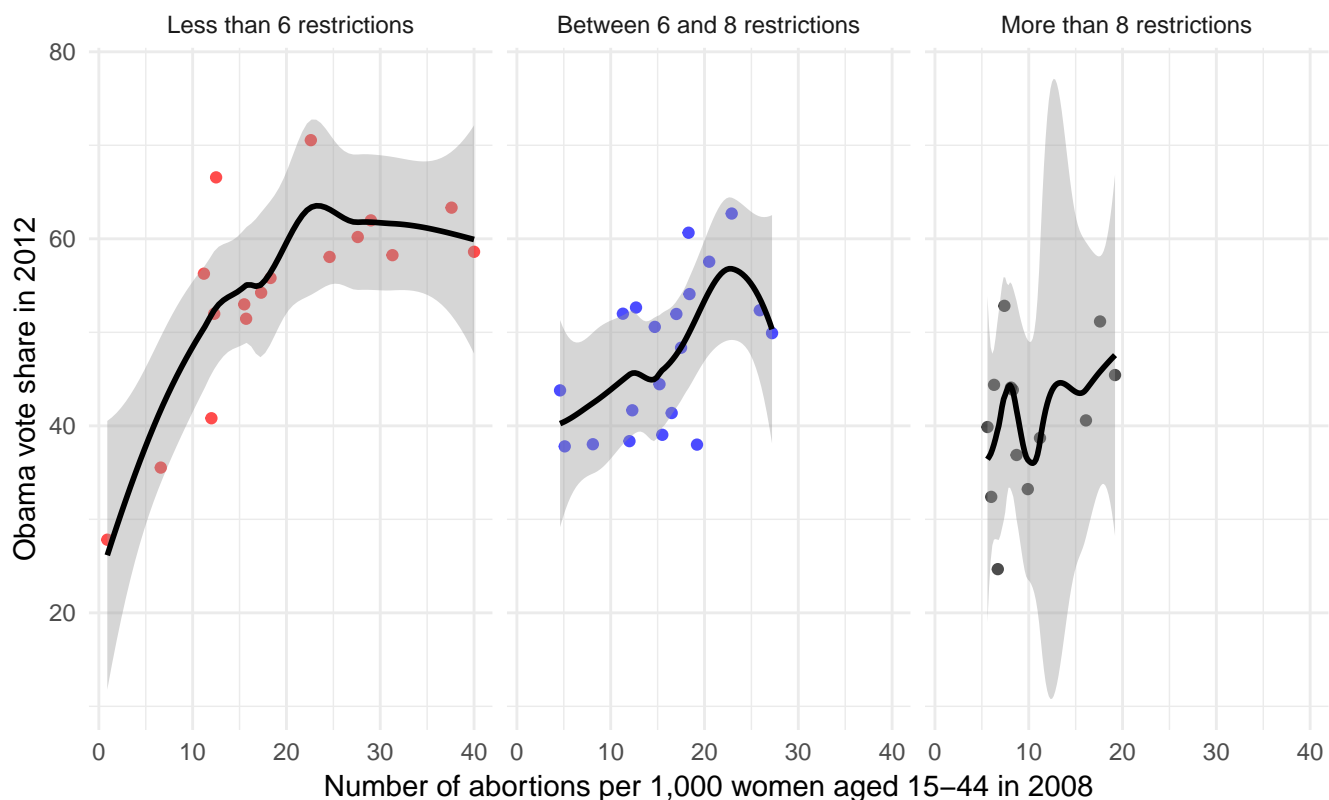 Less than 6 restrictions
Between 6 and 8 restrictions
More than 8 restrictions
80
60
40
20
Obama vote share in 2012
0 10 20 30 40
0 10 20 30 40
0 10 20 30 40
Number of abortions per 1,000 women aged 15−44 in 2008